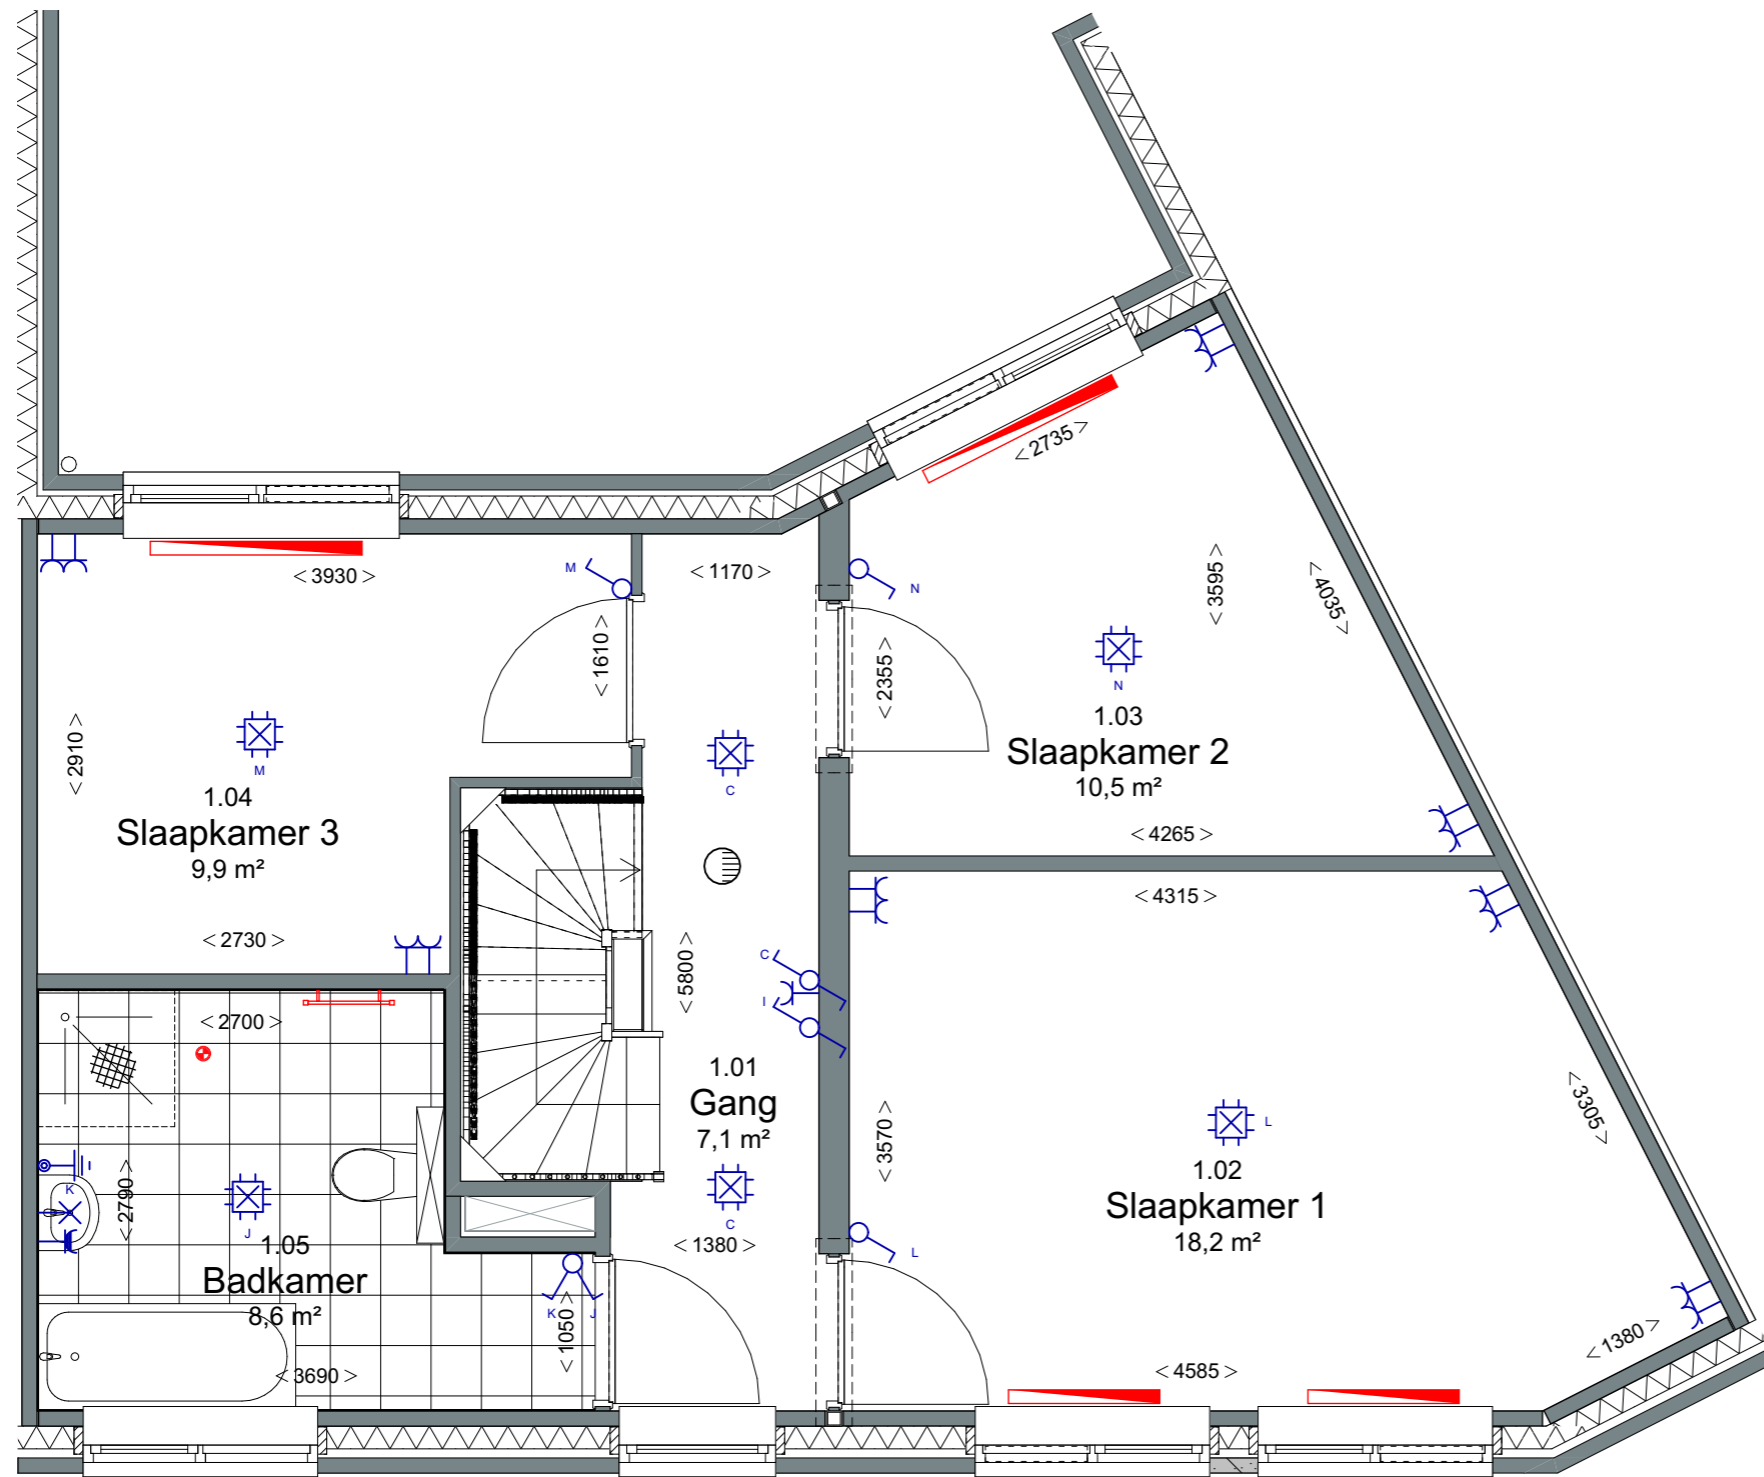 < 2735 >
< 3930 >
M
< 1170 >
N
< 3595 >
< 4035 >
< 1610 >
< 2355 >
N
1.03
Slaapkamer 2
10,5 m²
< 2910 >
M
C
1.04
Slaapkamer 3
9,9 m²
< 4265 >
< 2730 >
< 4315 >
C
I
< 5800 >
< 2700 >
1.01
Gang
7,1 m²
< 3570 >
L
< 3305 >
1.02
Slaapkamer 1
18,2 m²
K
< 2790 >
J
C
1.05
Badkamer
8,6 m²
< 1380 >
L
K
J
< 1050 >
< 1380 >
< 3690 >
< 4585 >